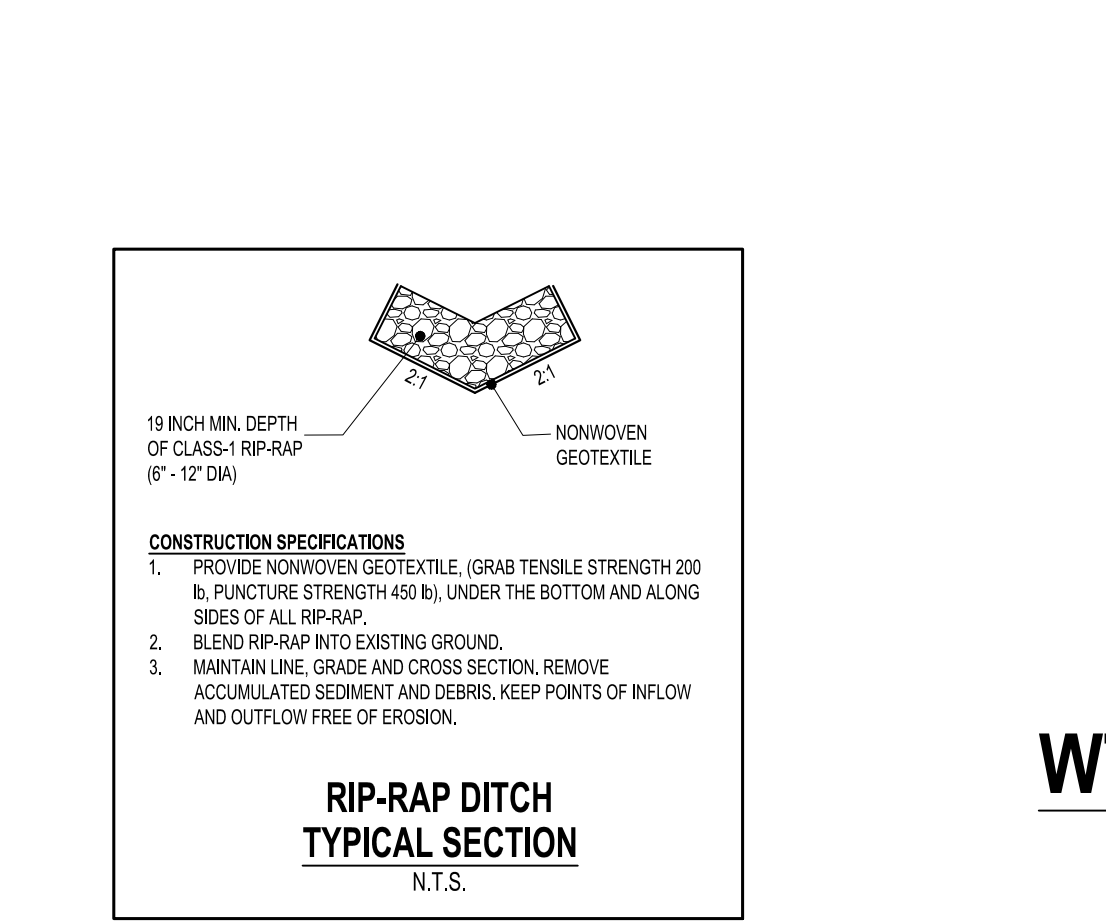 2:1
2:1
19 INCH MIN. DEPTH
OF CLASS-1 RIP-RAP
(6" - 12" DIA)
NONWOVEN
GEOTEXTILE
CONSTRUCTION SPECIFICATIONS
1. PROVIDE NONWOVEN GEOTEXTILE, (GRAB TENSILE STRENGTH 200
lb, PUNCTURE STRENGTH 450 lb), UNDER THE BOTTOM AND ALONG
SIDES OF ALL RIP-RAP.
2. BLEND RIP-RAP INTO EXISTING GROUND.
3. MAINTAIN LINE, GRADE AND CROSS SECTION. REMOVE
ACCUMULATED SEDIMENT AND DEBRIS. KEEP POINTS OF INFLOW
AND OUTFLOW FREE OF EROSION.
RIP-RAP DITCH
TYPICAL SECTION
N.T.S.